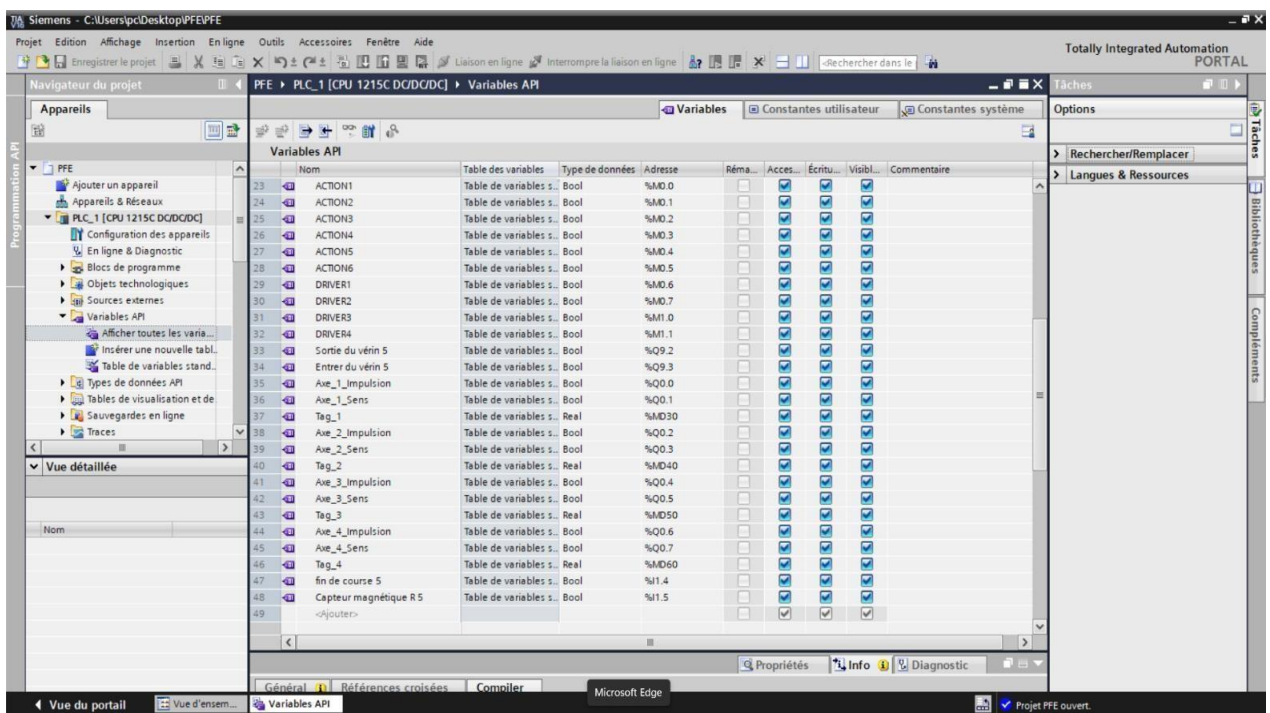 Siemens - C:\Users\pc\Desktop\PFE\PFE
Projet Edition Affichage Insertion En ligne Outils Accessoires Fenêtre Aide
Totally Integrated Automation
PORTAL
Enregistrer le projet Liaison en ligne Interrompre la liaison en ligne <Rechercher dans le
Navigateur du projet
PFE PLC_1 [CPU 1215C DC/DC/DC] Variables API
Tâches
Appareils
Variables Constantes utilisateur Constantes système
Options
Programmation API
Variables API
Nom Table des variables Type de données Adresse Réma... Acces... Écritu... Visibl... Commentaire
23 ACTION1 Table de variables s... Bool %M0.0
24 ACTION2 Table de variables s... Bool %M0.1
25 ACTION3 Table de variables s... Bool %M0.2
26 ACTION4 Table de variables s... Bool %M0.3
27 ACTION5 Table de variables s... Bool %M0.4
28 ACTION6 Table de variables s... Bool %M0.5
29 DRIVER1 Table de variables s... Bool %M0.6
30 DRIVER2 Table de variables s... Bool %M0.7
31 DRIVER3 Table de variables s... Bool %M1.0
32 DRIVER4 Table de variables s... Bool %M1.1
33 Sortie du vérin 5 Table de variables s... Bool %Q9.2
34 Entrer du vérin 5 Table de variables s... Bool %Q9.3
35 Axe_1_Impulsion Table de variables s... Bool %Q0.0
36 Axe_1_Sens Table de variables s... Bool %Q0.1
37 Tag_1 Table de variables s... Real %MD30
38 Axe_2_Impulsion Table de variables s... Bool %Q0.2
39 Axe_2_Sens Table de variables s... Bool %Q0.3
40 Tag_2 Table de variables s... Real %MD40
41 Axe_3_Impulsion Table de variables s... Bool %Q0.4
42 Axe_3_Sens Table de variables s... Bool %Q0.5
43 Tag_3 Table de variables s... Real %MD50
44 Axe_4_Impulsion Table de variables s... Bool %Q0.6
45 Axe_4_Sens Table de variables s... Bool %Q0.7
46 Tag_4 Table de variables s... Real %MD60
47 fin de course 5 Table de variables s... Bool %I1.4
48 Capteur magnétique R 5 Table de variables s... Bool %I1.5
49 <Ajouter>
PFE
Ajouter un appareil
Appareils & Réseaux
PLC_1 [CPU 1215C DC/DC/DC]
Configuration des appareils
En ligne & Diagnostic
Blocs de programme
Objets technologiques
Sources externes
Variables API
Afficher toutes les varia...
Insérer une nouvelle tabl..
Table de variables stand..
Types de données API
Tables de visualisation et de
Sauvegardes en ligne
Traces
Vue détaillée
Nom
Rechercher/Remplacer
Langues & Ressources
Tâches
Bibliothèques
Compléments
Propriétés Info Diagnostic
Général Références croisées Compiler
Microsoft Edge
Vue du portail Vue d'ensem... Variables API Projet PFE ouvert.